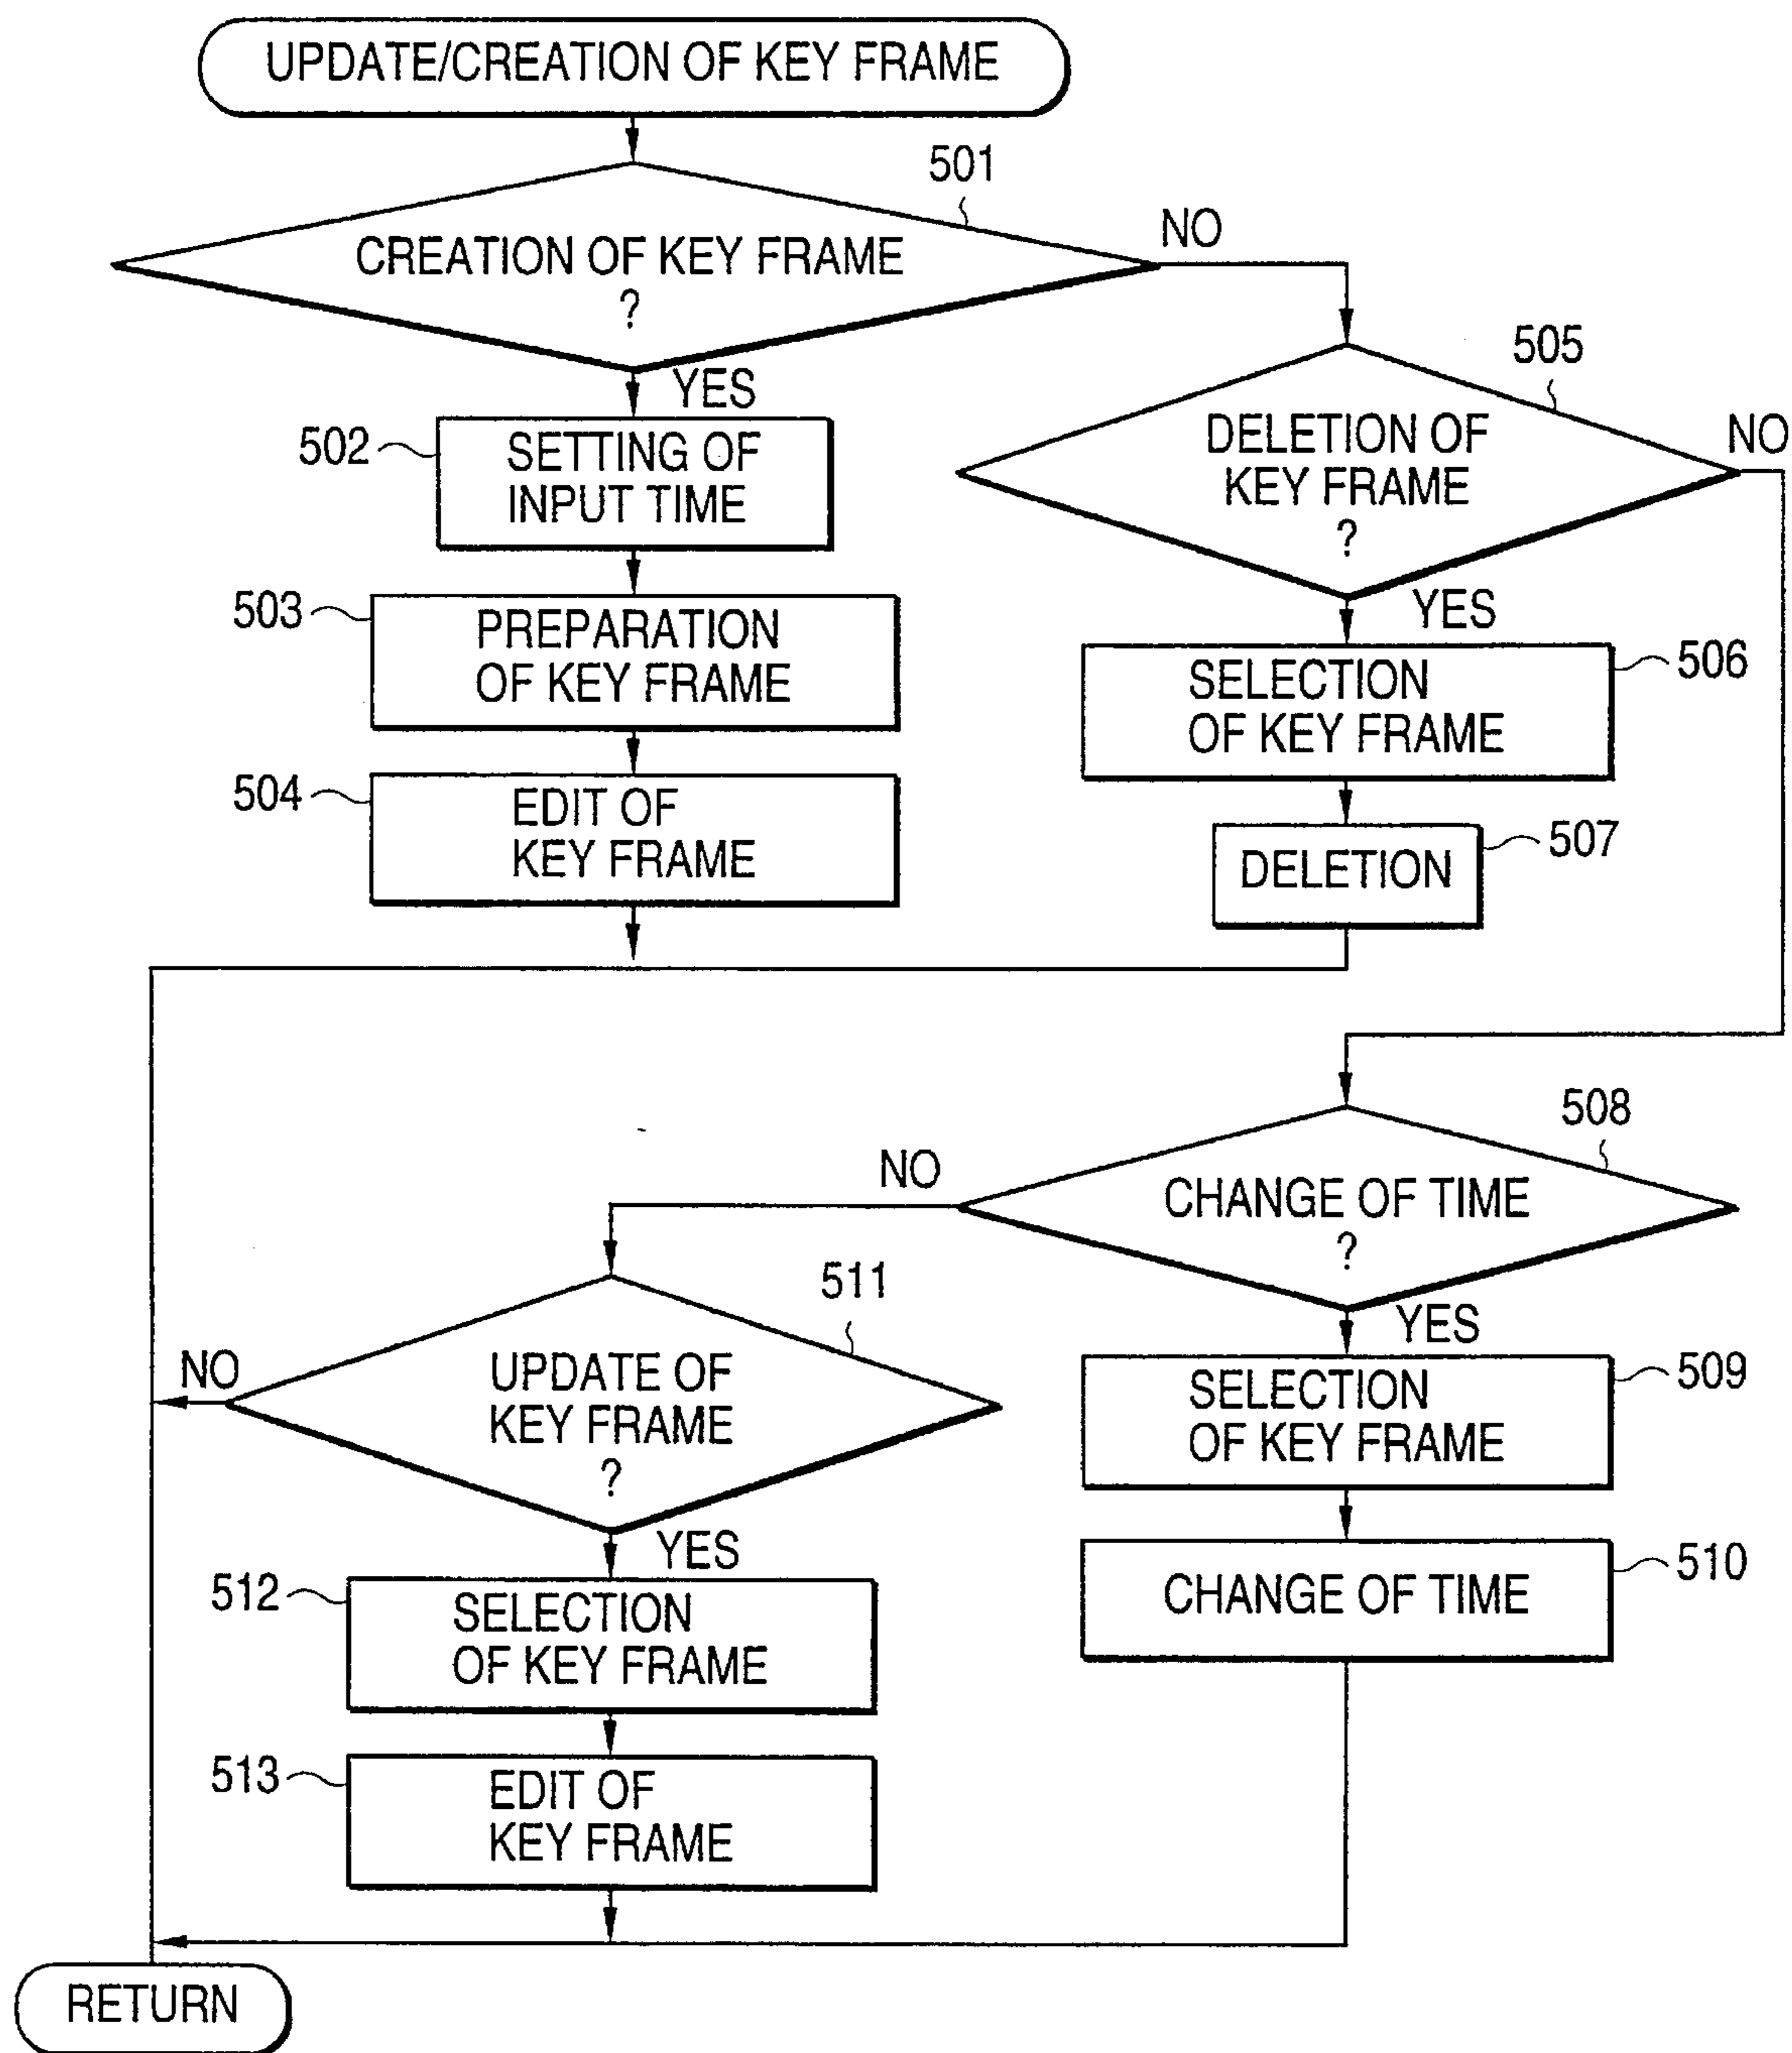 UPDATE/CREATION OF KEY FRAME
501
CREATION OF KEY FRAME
?
NO
YES
505
DELETION OF
KEY FRAME
?
NO
YES
502
SETTING OF
INPUT TIME
503
PREPARATION
OF KEY FRAME
504
EDIT OF
KEY FRAME
506
SELECTION
OF KEY FRAME
507
DELETION
508
CHANGE OF TIME
?
NO
YES
511
UPDATE OF
KEY FRAME
?
NO
YES
509
SELECTION
OF KEY FRAME
510
CHANGE OF TIME
512
SELECTION
OF KEY FRAME
513
EDIT OF
KEY FRAME
RETURN